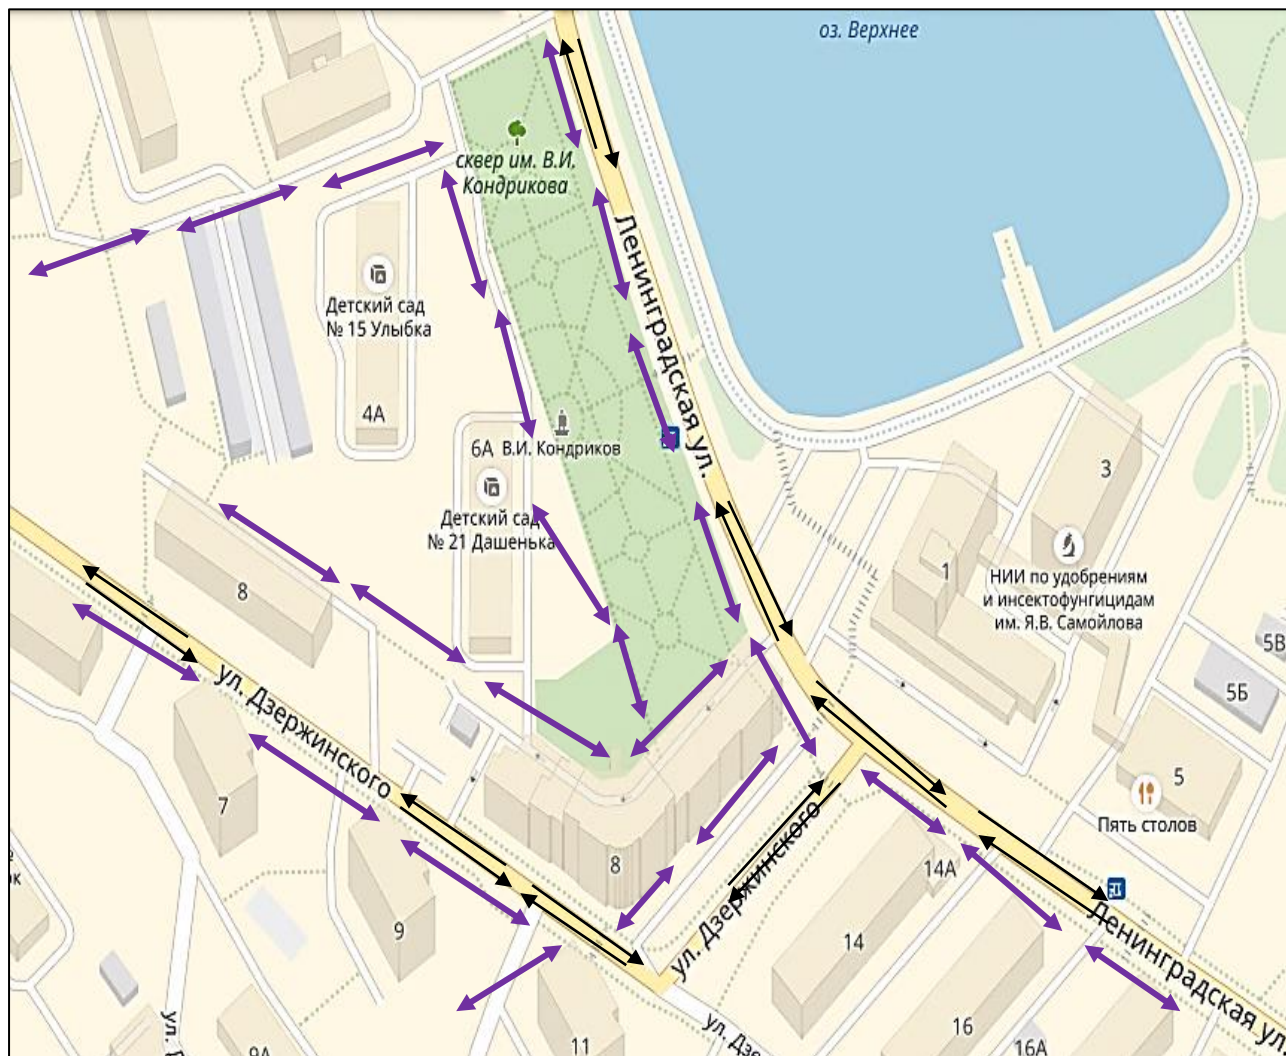 оз. Верхнее
сквер им. В.И.
Кондрикова
Ленинградская ул.
Детский сад
№ 15 Улыбка
4А
6А
В.И. Кондриков
Детский сад
№ 21 Дашенька
3
1
НИИ по удобрениям
и инсектофунгицидам
им. Я.В. Самойлова
8
5В
5Б
ул. Дзержинского
7
5
Пять столов
8
ул. Дзержинского
14А
9
14
Ленинградская ул.
16
16А
11
9А